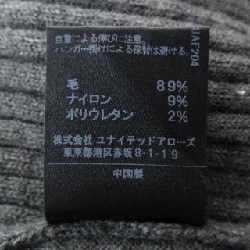 自重による伸びに注意。
ハンガー掛けによる保管は避ける。
毛 89%
ナイロン 9%
ポリウレタン 2%
株式会社 ユナイテッドアローズ
東京都港区赤坂8-1-19
中国製